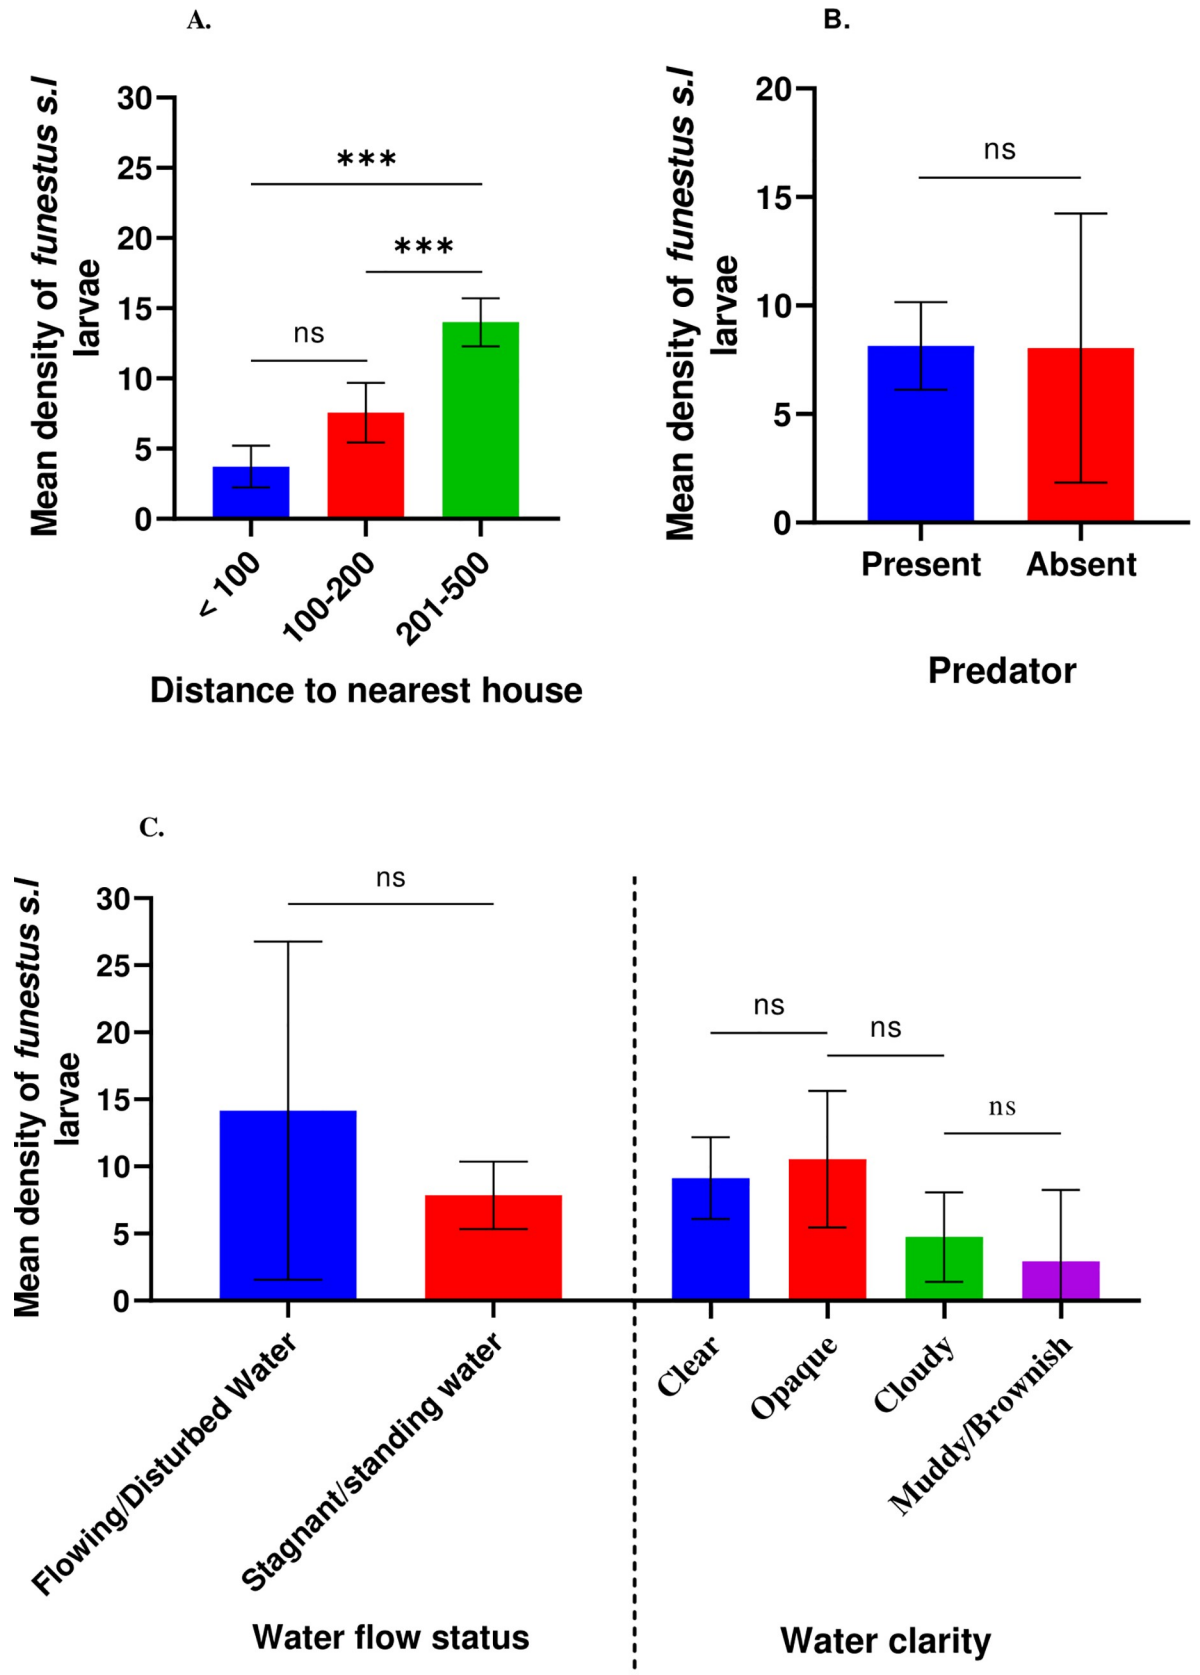 A.
Mean density of funestus s.l
larvae
30
25
20
15
10
5
0
***
***
ns
< 100
100-200
201-500
Distance to nearest house
B.
Mean density of funestus s.l
larvae
20
15
10
5
0
ns
Present
Absent
Predator
C.
Mean density of funestus s.l
larvae
30
25
20
15
10
5
0
ns
ns
ns
ns
Flowing/Disturbed Water
Stagnant/standing water
Clear
Opaque
Cloudy
Muddy/Brownish
Water flow status
Water clarity